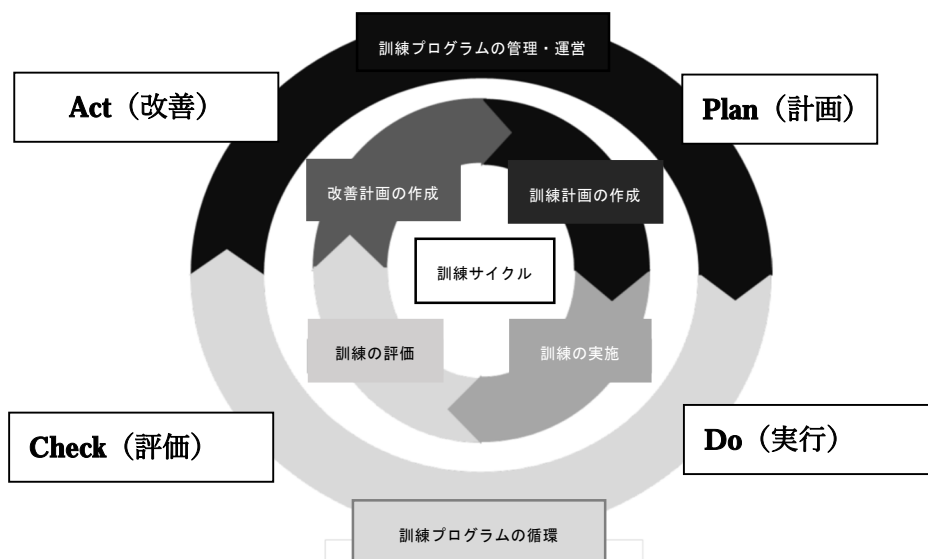 訓練プログラムの管理・運営
Act（改善）
Plan（計画）
改善計画の作成
訓練計画の作成
訓練サイクル
訓練の評価
訓練の実施
Check（評価）
Do（実行）
訓練プログラムの循環